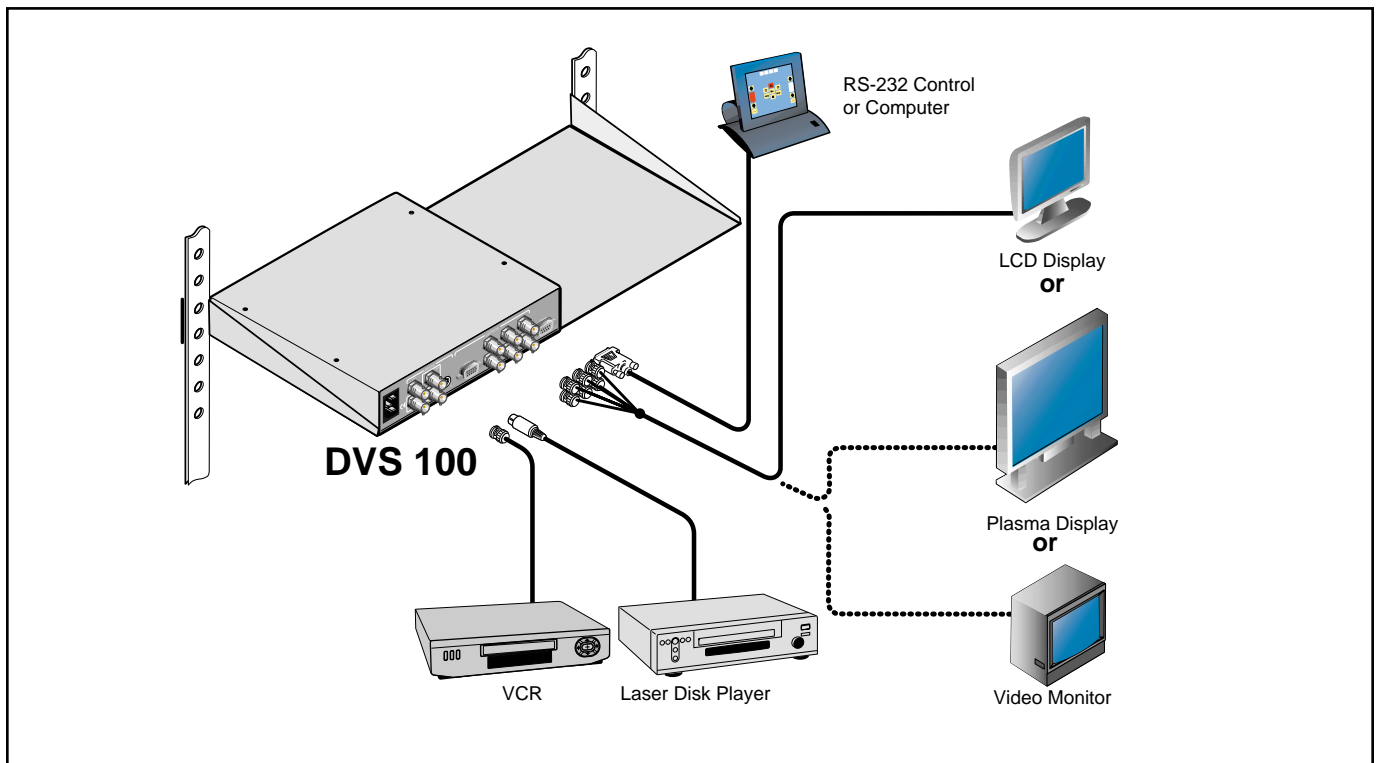 RS-232 Control
or Computer
LCD Display
or
DVS 100
Plasma Display
or
VCR
Laser Disk Player
Video Monitor